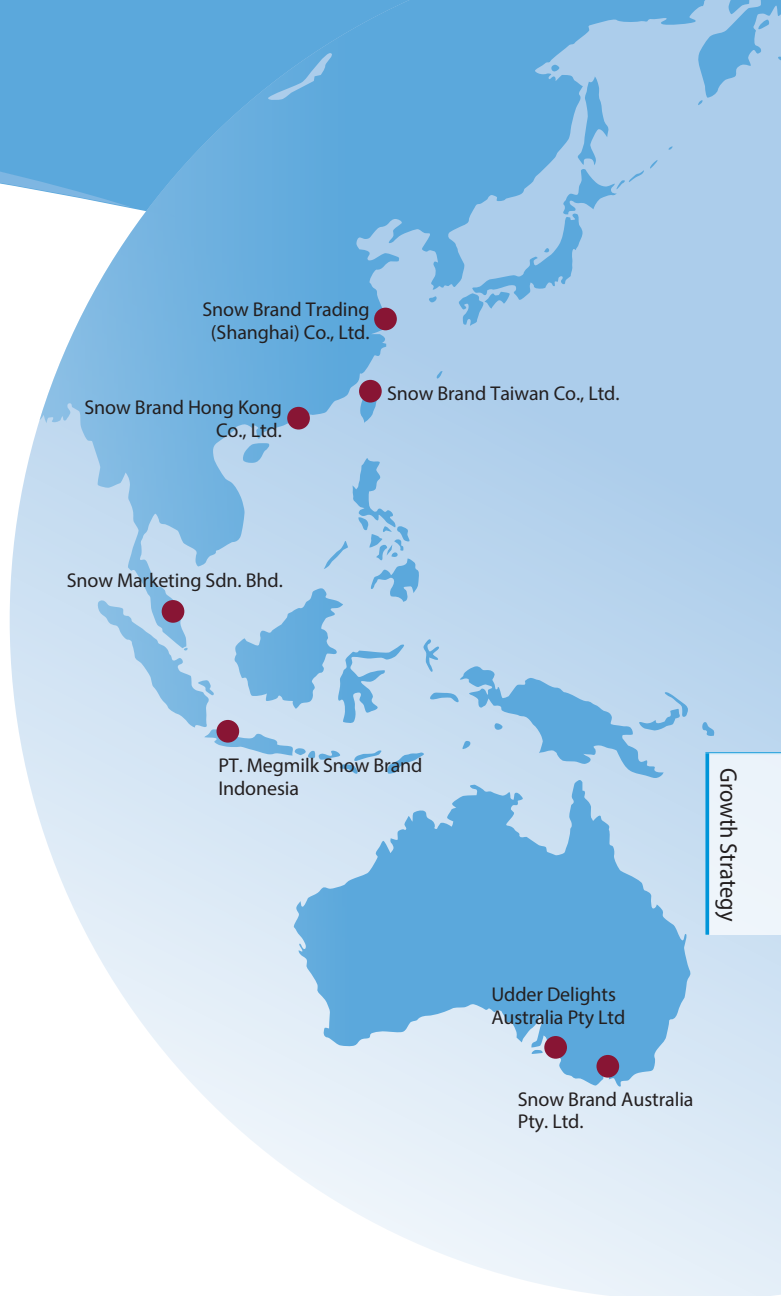 Snow Brand Trading
(Shanghai) Co., Ltd.
Snow Brand Taiwan Co., Ltd.
Snow Brand Hong Kong
Co., Ltd.
Snow Marketing Sdn. Bhd.
PT. Megmilk Snow Brand
Indonesia
Growth Strategy
Udder Delights
Australia Pty Ltd
Snow Brand Australia
Pty. Ltd.